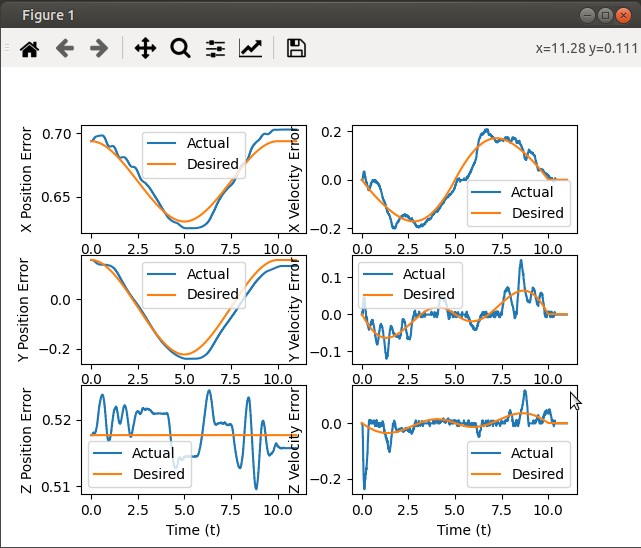 Figure 1
x=11.28 y=0.111
X Position Error
0.70
0.65
Actual
Desired
0.0 2.5 5.0 7.5 10.0
X Velocity Error
0.2
0.0
−0.2
Actual
Desired
0.0 2.5 5.0 7.5 10.0
Y Position Error
0.0
−0.2
Actual
Desired
0.0 2.5 5.0 7.5 10.0
Y Velocity Error
0.1
0.0
−0.1
Actual
Desired
0.0 2.5 5.0 7.5 10.0
Z Position Error
0.52
0.51
Actual
Desired
0.0 2.5 5.0 7.5 10.0
Time (t)
Z Velocity Error
0.0
−0.2
Actual
Desired
0.0 2.5 5.0 7.5 10.0
Time (t)